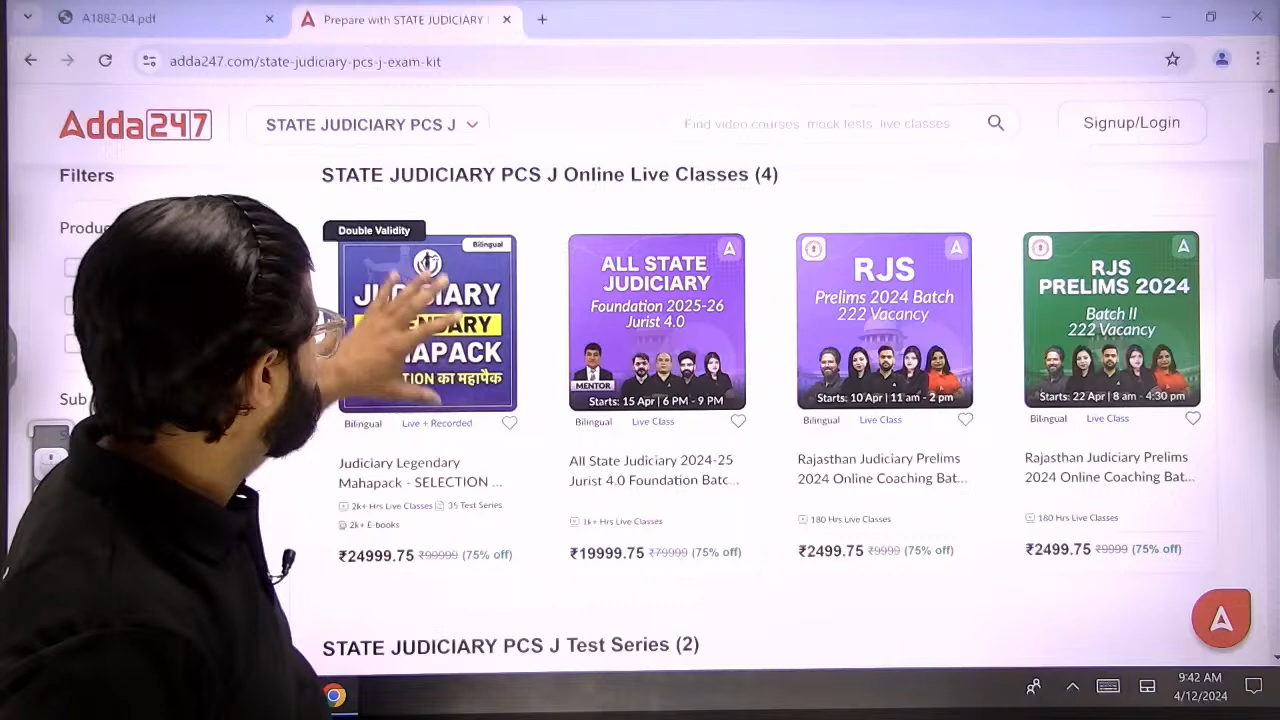 A1882-04.pdf
Prepare with STATE JUDICIARY
adda247.com/state-judiciary-pcs-j-exam-kit
Adda247
STATE JUDICIARY PCS J
Find video courses, mock tests, live classes
Signup/Login
Filters
STATE JUDICIARY PCS J Online Live Classes (4)
Produ
Sub
Double Validity
Bilingual
JUDICIARY
MAHAPACK
का महापैक
Bilingual
Live + Recorded
Judiciary Legendary
Mahapack - SELECTION ...
2k+ Hrs Live Classes
35 Test Series
2k+ E-books
₹24999.75 ₹99999 (75% off)
ALL STATE
JUDICIARY
Foundation 2025-26
Jurist 4.0
MENTOR
Starts: 15 Apr | 6 PM - 9 PM
Bilingual
Live Class
All State Judiciary 2024-25
Jurist 4.0 Foundation Batc...
1k+ Hrs Live Classes
₹19999.75 ₹79999 (75% off)
RJS
Prelims 2024 Batch
222 Vacancy
Starts: 10 Apr | 11 am - 2 pm
Bilingual
Live Class
Rajasthan Judiciary Prelims
2024 Online Coaching Bat...
180 Hrs Live Classes
₹2499.75 ₹9999 (75% off)
RJS
PRELIMS 2024
Batch II
222 Vacancy
Starts: 22 Apr | 8 am - 4:30 pm
Bilingual
Live Class
Rajasthan Judiciary Prelims
2024 Online Coaching Bat...
180 Hrs Live Classes
₹2499.75 ₹9999 (75% off)
STATE JUDICIARY PCS J Test Series (2)
9:42 AM
4/12/2024